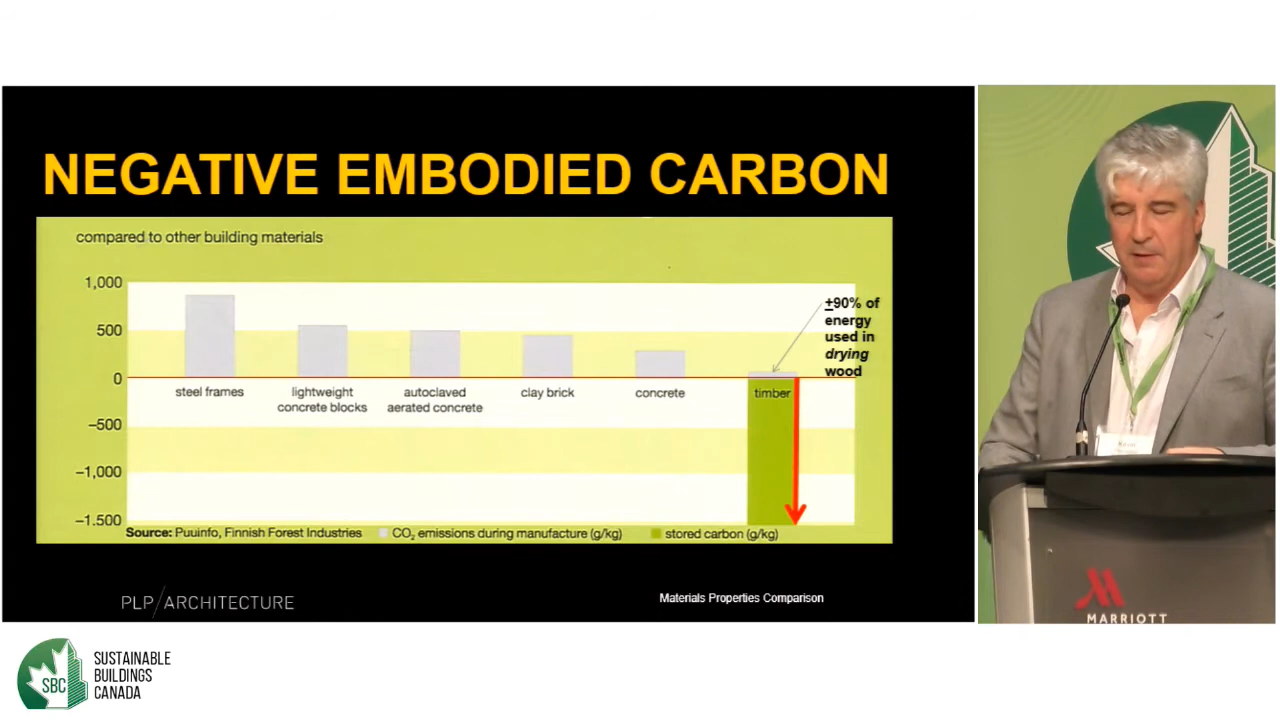 NEGATIVE EMBODIED CARBON
compared to other building materials
1,000
500
0
−500
−1,000
−1.500
±90% of
energy
used in
drying
wood
steel frames
lightweight
concrete blocks
autoclaved
aerated concrete
clay brick
concrete
timber
Source: Puuinfo, Finnish Forest Industries
CO₂ emissions during manufacture (g/kg)
stored carbon (g/kg)
PLP/ARCHITECTURE
Materials Properties Comparison
MARRIOTT
SBC
SUSTAINABLE
BUILDINGS
CANADA